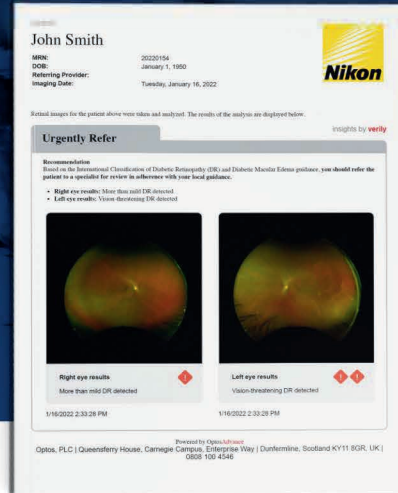 John Smith
MRN: 20220154
DOB: January 1, 1950
Referring Provider:
Imaging Date: Tuesday, January 16, 2022
Nikon
Retinal images for the patient above were taken and analyzed. The results of the analysis are displayed below.
insights by verily
Urgently Refer
Recommendation
Based on the International Classification of Diabetic Retinopathy (DR) and Diabetic Macular Edema guidance, you should refer the
patient to a specialist for review in adherence with your local guidance.
• Right eye results: More than mild DR detected
• Left eye results: Vision-threatening DR detected
Right eye results
More than mild DR detected
1/16/2022 2:33:28 PM
Left eye results
Vision-threatening DR detected
1/16/2022 2:33:28 PM
Powered by OptosAdvance
Optos, PLC | Queensferry House, Carnegie Campus, Enterprise Way | Dunfermline, Scotland KY11 8GR, UK |
0808 100 4546